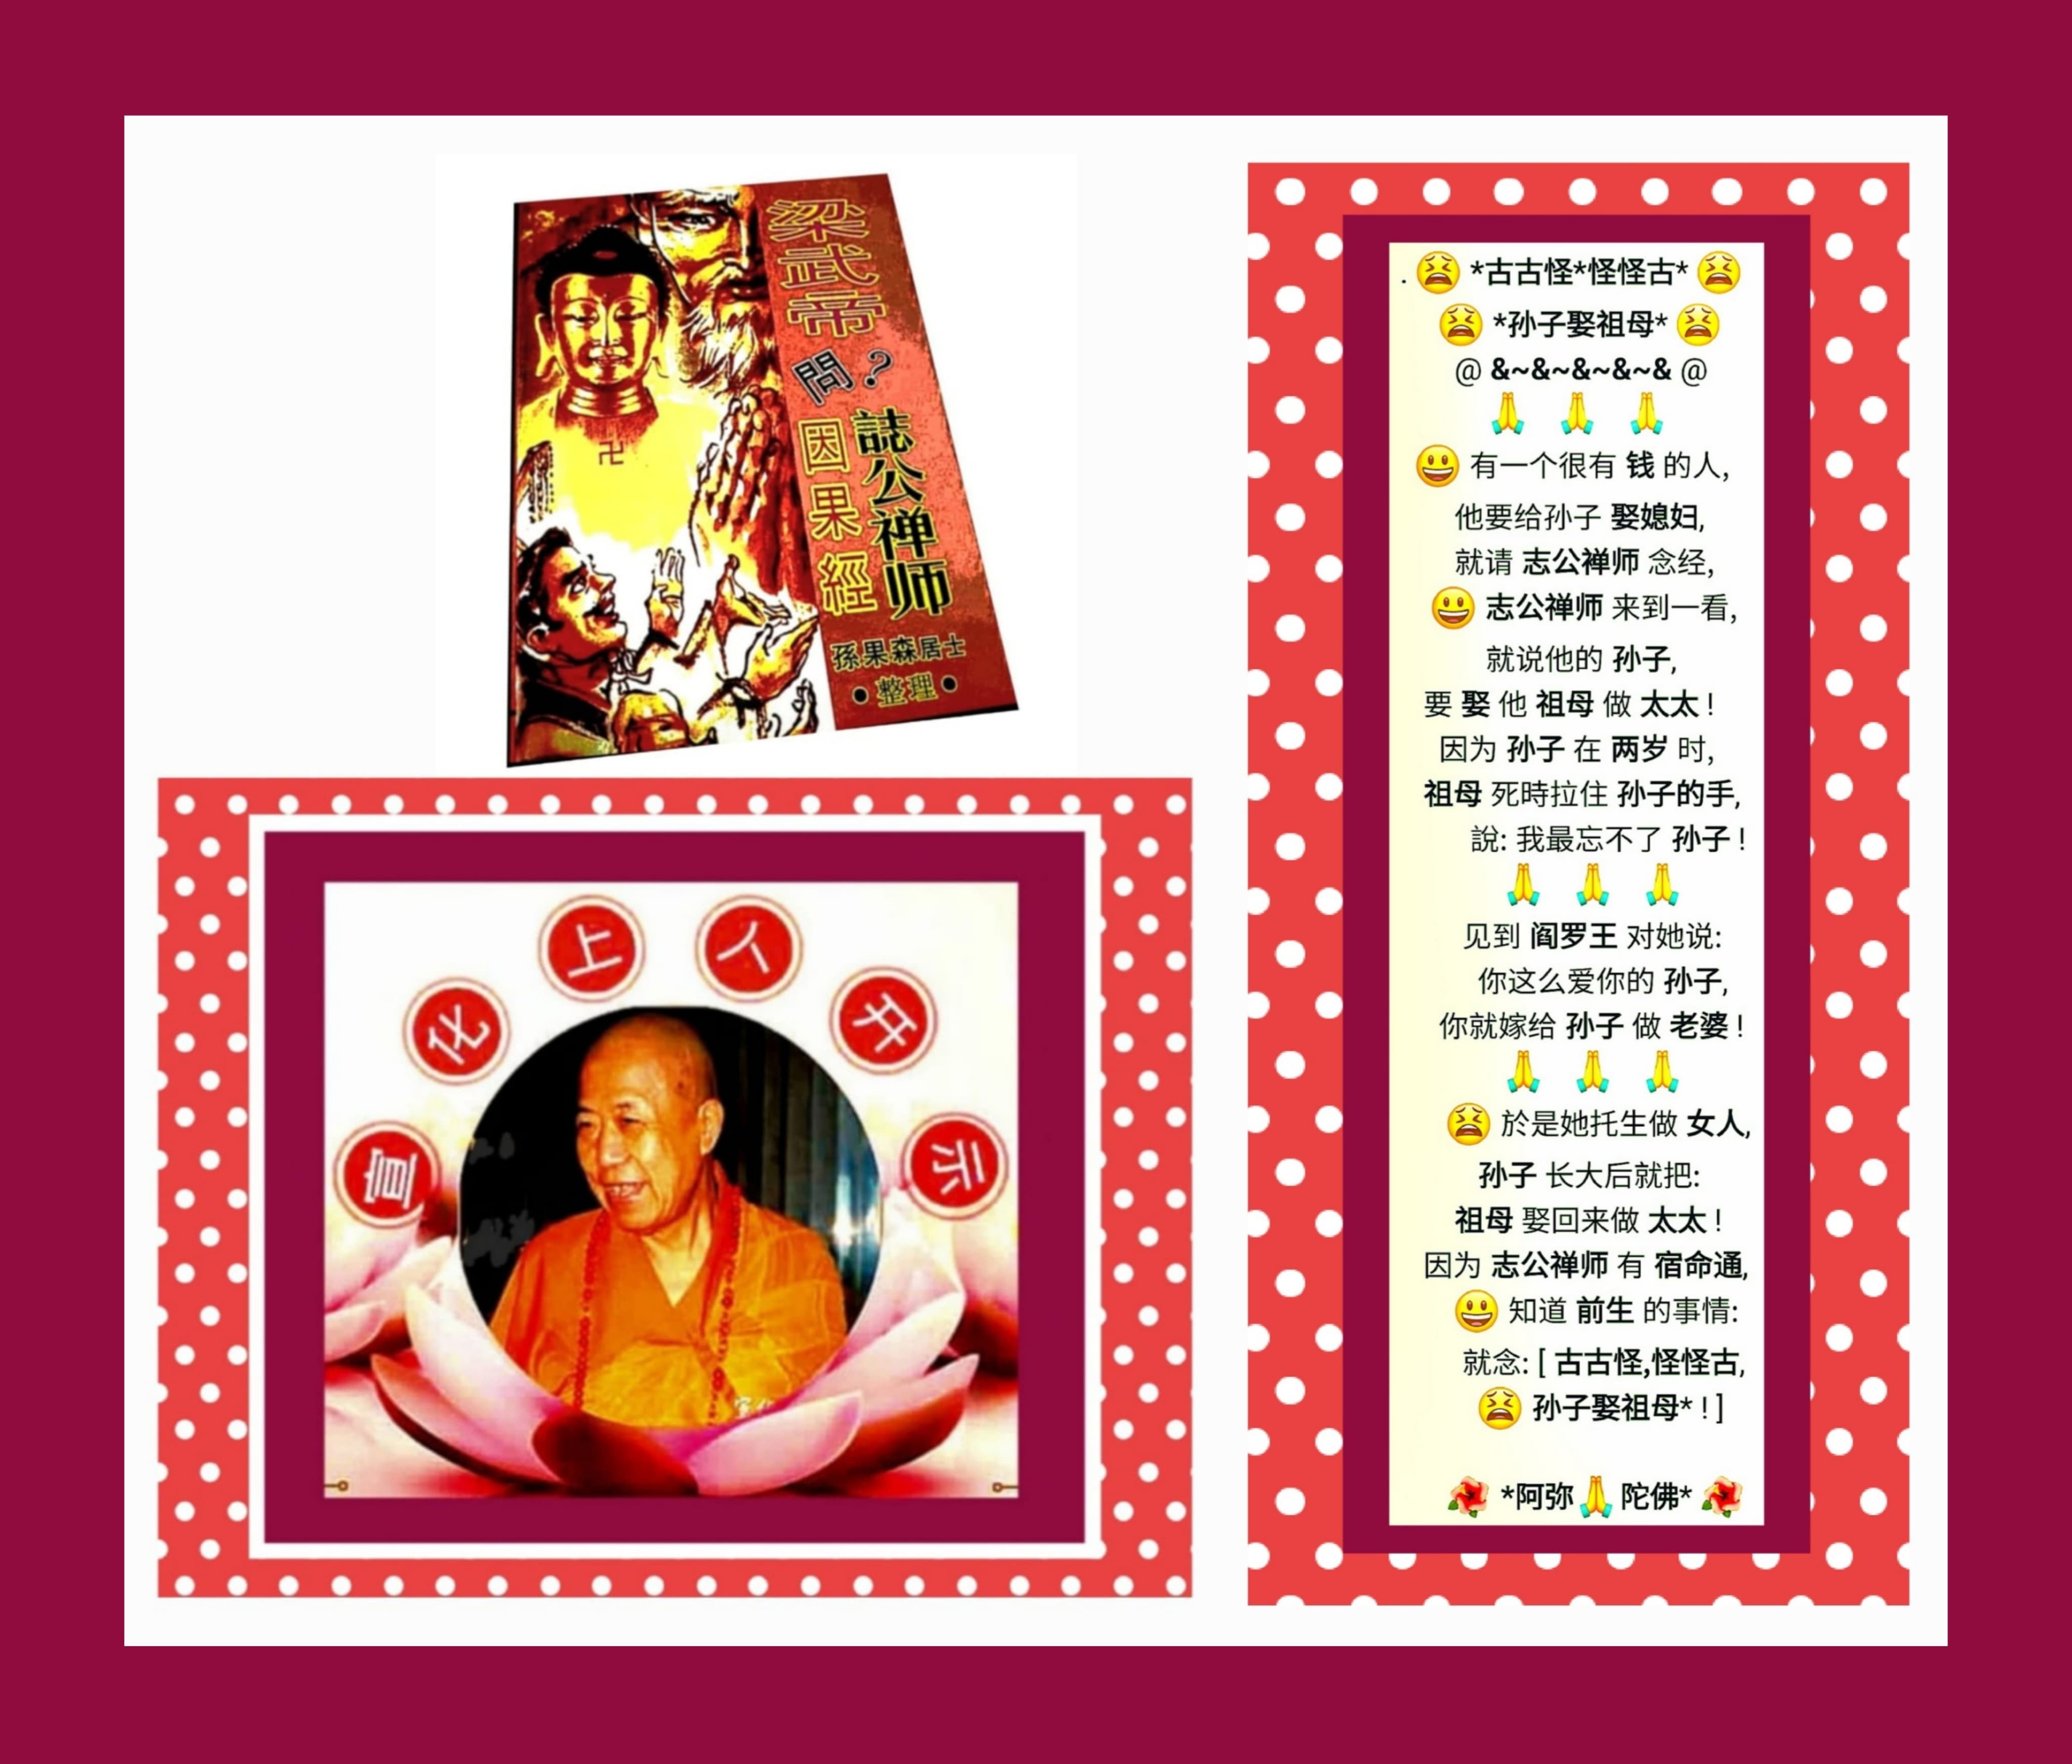 梁武帝
問?
誌公禅师
因果經
孫果森居士
•整理•
卍
宣化上人开示
. 😫 *古古怪*怪怪古* 😫
😫 *孙子娶祖母* 😫
@ &~&~&~&~& @
🙏 🙏 🙏
😀 有一个很有 钱 的人,
他要给孙子 娶媳妇,
就请 志公禅师 念经,
😀 志公禅师 来到一看,
就说他的 孙子,
要 娶 他 祖母 做 太太 !
因为 孙子 在 两岁 时,
祖母 死時拉住 孙子的手,
說: 我最忘不了 孙子 !
🙏 🙏 🙏
见到 阎罗王 对她说:
你这么爱你的 孙子,
你就嫁给 孙子 做 老婆 !
🙏 🙏 🙏
😫 於是她托生做 女人,
孙子 长大后就把:
祖母 娶回来做 太太 !
因为 志公禅师 有 宿命通,
😀 知道 前生 的事情:
就念: [ 古古怪,怪怪古,
😫 孙子娶祖母* ! ]
🌺 *阿弥🙏陀佛* 🌺